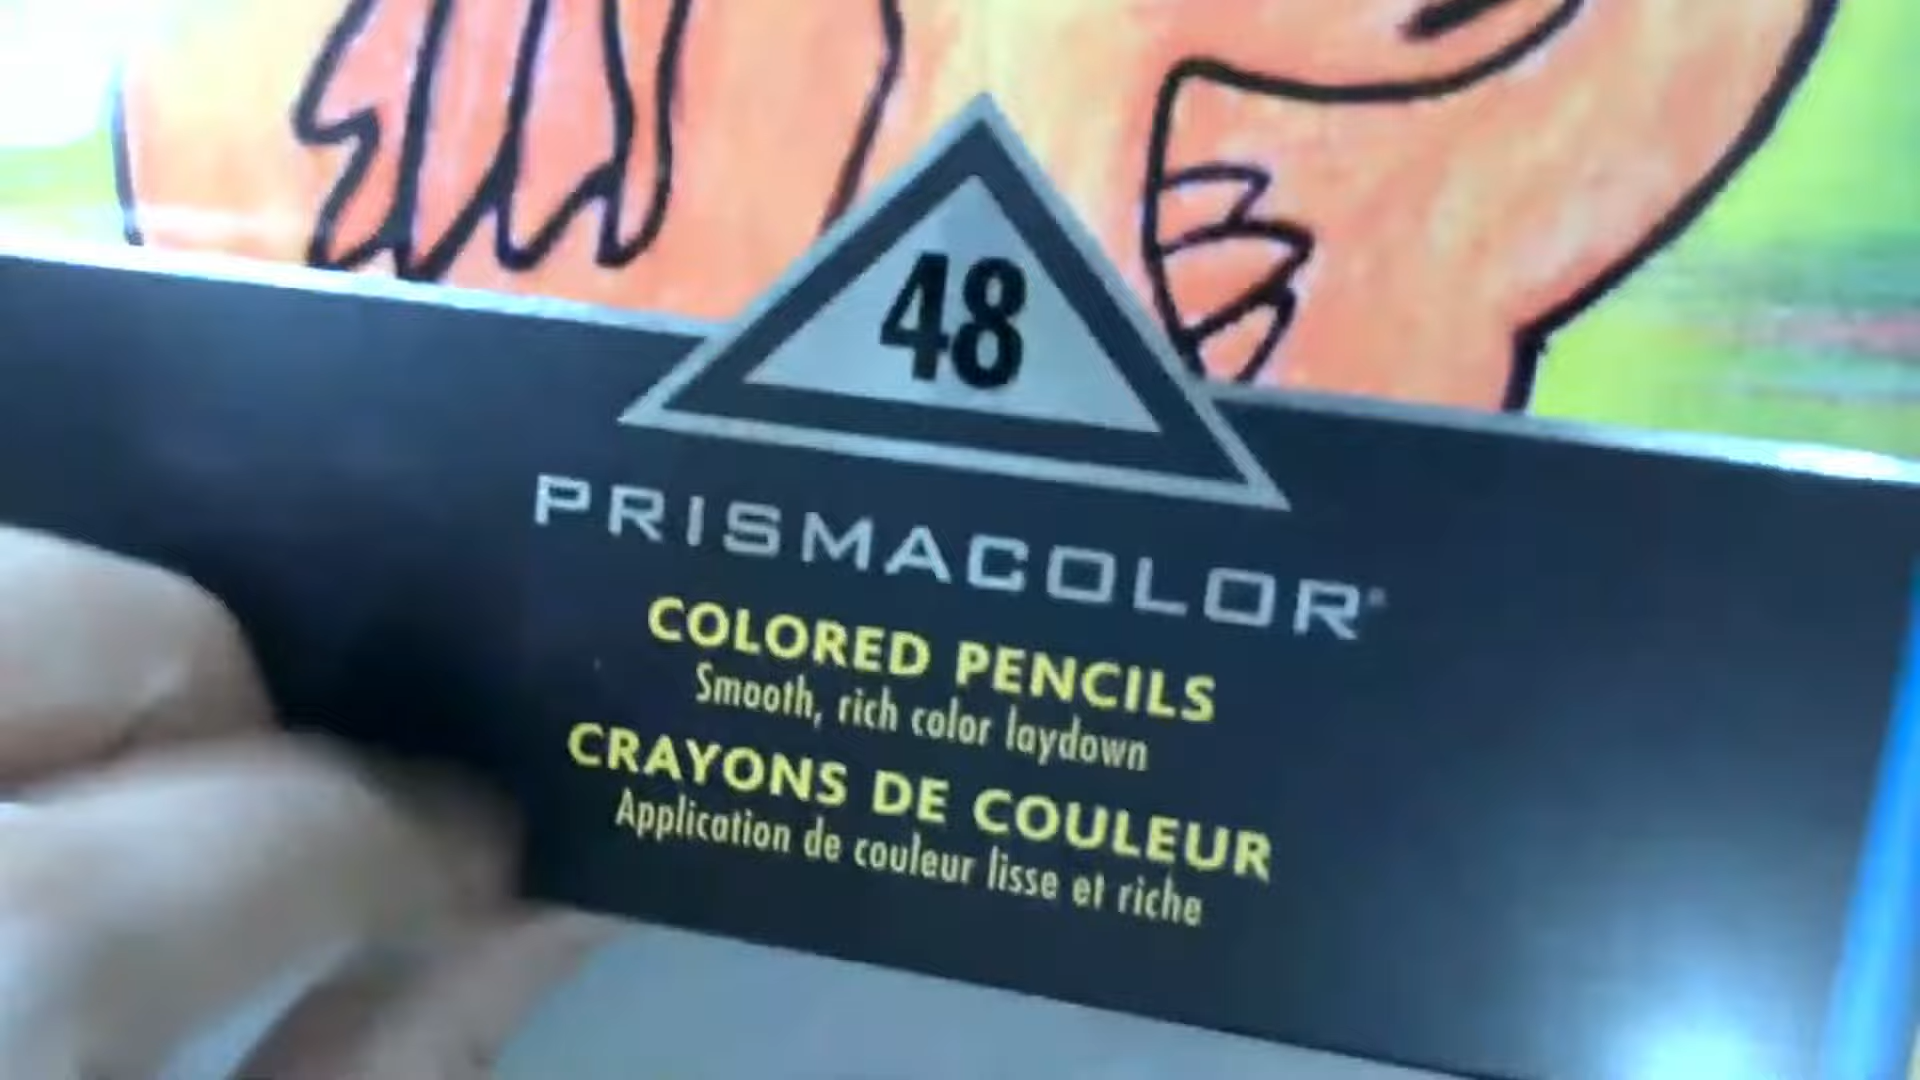 48
PRISMACOLOR®
COLORED PENCILS
Smooth, rich color laydown
CRAYONS DE COULEUR
Application de couleur lisse et riche